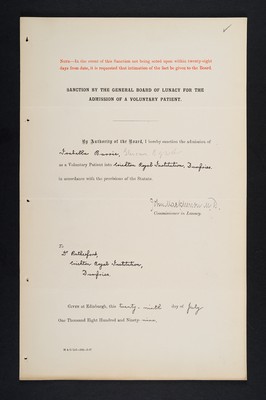 NOTE.—In the event of this Sanction not being acted upon within twenty-eight
days from date, it is requested that intimation of the fact be given to the Board.
SANCTION BY THE GENERAL BOARD OF LUNACY FOR THE
ADMISSION OF A VOLUNTARY PATIENT.
By Authority of the Board, I hereby sanction the admission of
Isabella
as a Voluntary Patient into Crichton Royal Institution, Dumfries
in accordance with the provisions of the Statute.
Commissioner in Lunacy.
To
Dr Rutherford,
Crichton Royal Institution,
Dumfries.
GIVEN at Edinburgh, this twenty-ninth day of July
One Thousand Eight Hundred and Ninety-nine.